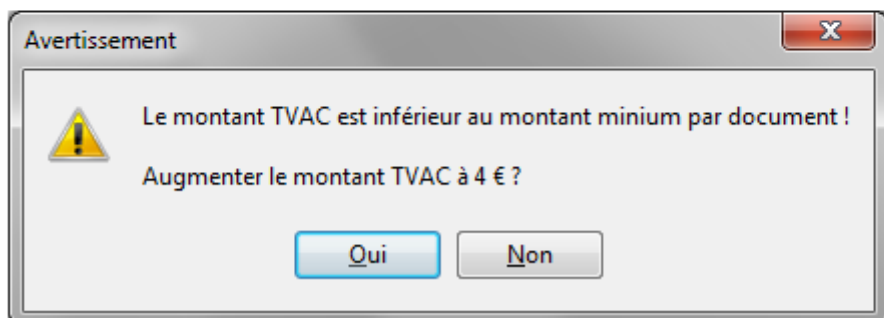 Avertissement
Le montant TVAC est inférieur au montant minium par document !
Augmenter le montant TVAC à 4 € ?
Oui Non